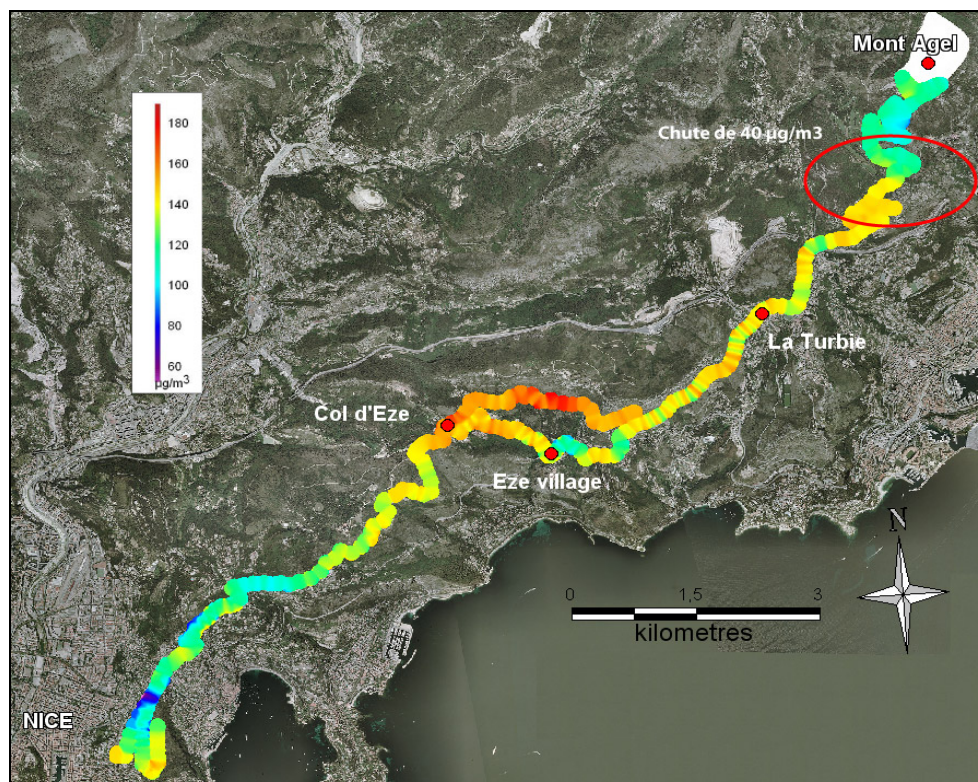 Mont Agel
Chute de 40 µg/m3
180
160
140
120
100
80
60
µg/m³
La Turbie
Col d'Eze
Eze village
N
0 1,5 3
kilometres
NICE